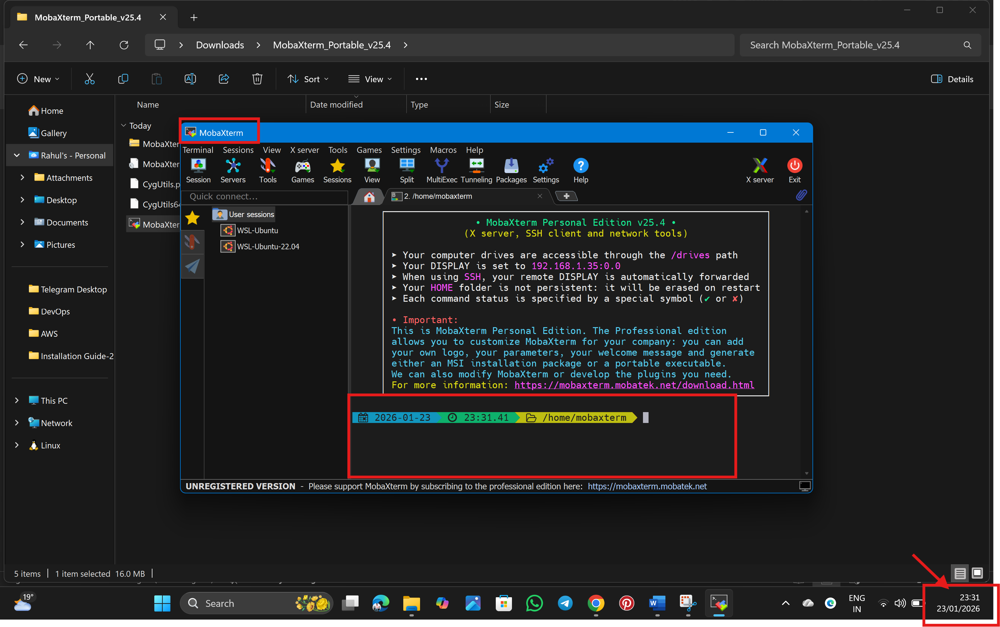 MobaXterm_Portable_v25.4
Downloads
MobaXterm_Portable_v25.4
Search MobaXterm_Portable_v25.4
New
Sort
View
Details
Name
Date modified
Type
Size
Home
Gallery
Rahul's - Personal
Attachments
Desktop
Documents
Pictures
Telegram Desktop
DevOps
AWS
Installation Guide-2
This PC
Network
Linux
Today
MobaXter
MobaXter
CygUtils.p
CygUtils64
MobaXter
MobaXterm
Terminal Sessions View X server Tools Games Settings Macros Help
Session Servers Tools Games Sessions View Split MultiExec Tunneling Packages Settings Help X server Exit
Quick connect...
2. /home/mobaxterm
User sessions
WSL-Ubuntu
WSL-Ubuntu-22.04
• MobaXterm Personal Edition v25.4 •
(X server, SSH client and network tools)
➤ Your computer drives are accessible through the /drives path
➤ Your DISPLAY is set to 192.168.1.35:0.0
➤ When using SSH, your remote DISPLAY is automatically forwarded
➤ Your HOME folder is not persistent: it will be erased on restart
➤ Each command status is specified by a special symbol (✔ or ✘)
• Important:
This is MobaXterm Personal Edition. The Professional edition
allows you to customize MobaXterm for your company: you can add
your own logo, your parameters, your welcome message and generate
either an MSI installation package or a portable executable.
We can also modify MobaXterm or develop the plugins you need.
For more information: https://mobaxterm.mobatek.net/download.html
2026-01-23 23:31.41 /home/mobaxterm
UNREGISTERED VERSION - Please support MobaXterm by subscribing to the professional edition here: https://mobaxterm.mobatek.net
5 items 1 item selected 16.0 MB
19°
Search
ENG
IN
23:31
23/01/2026